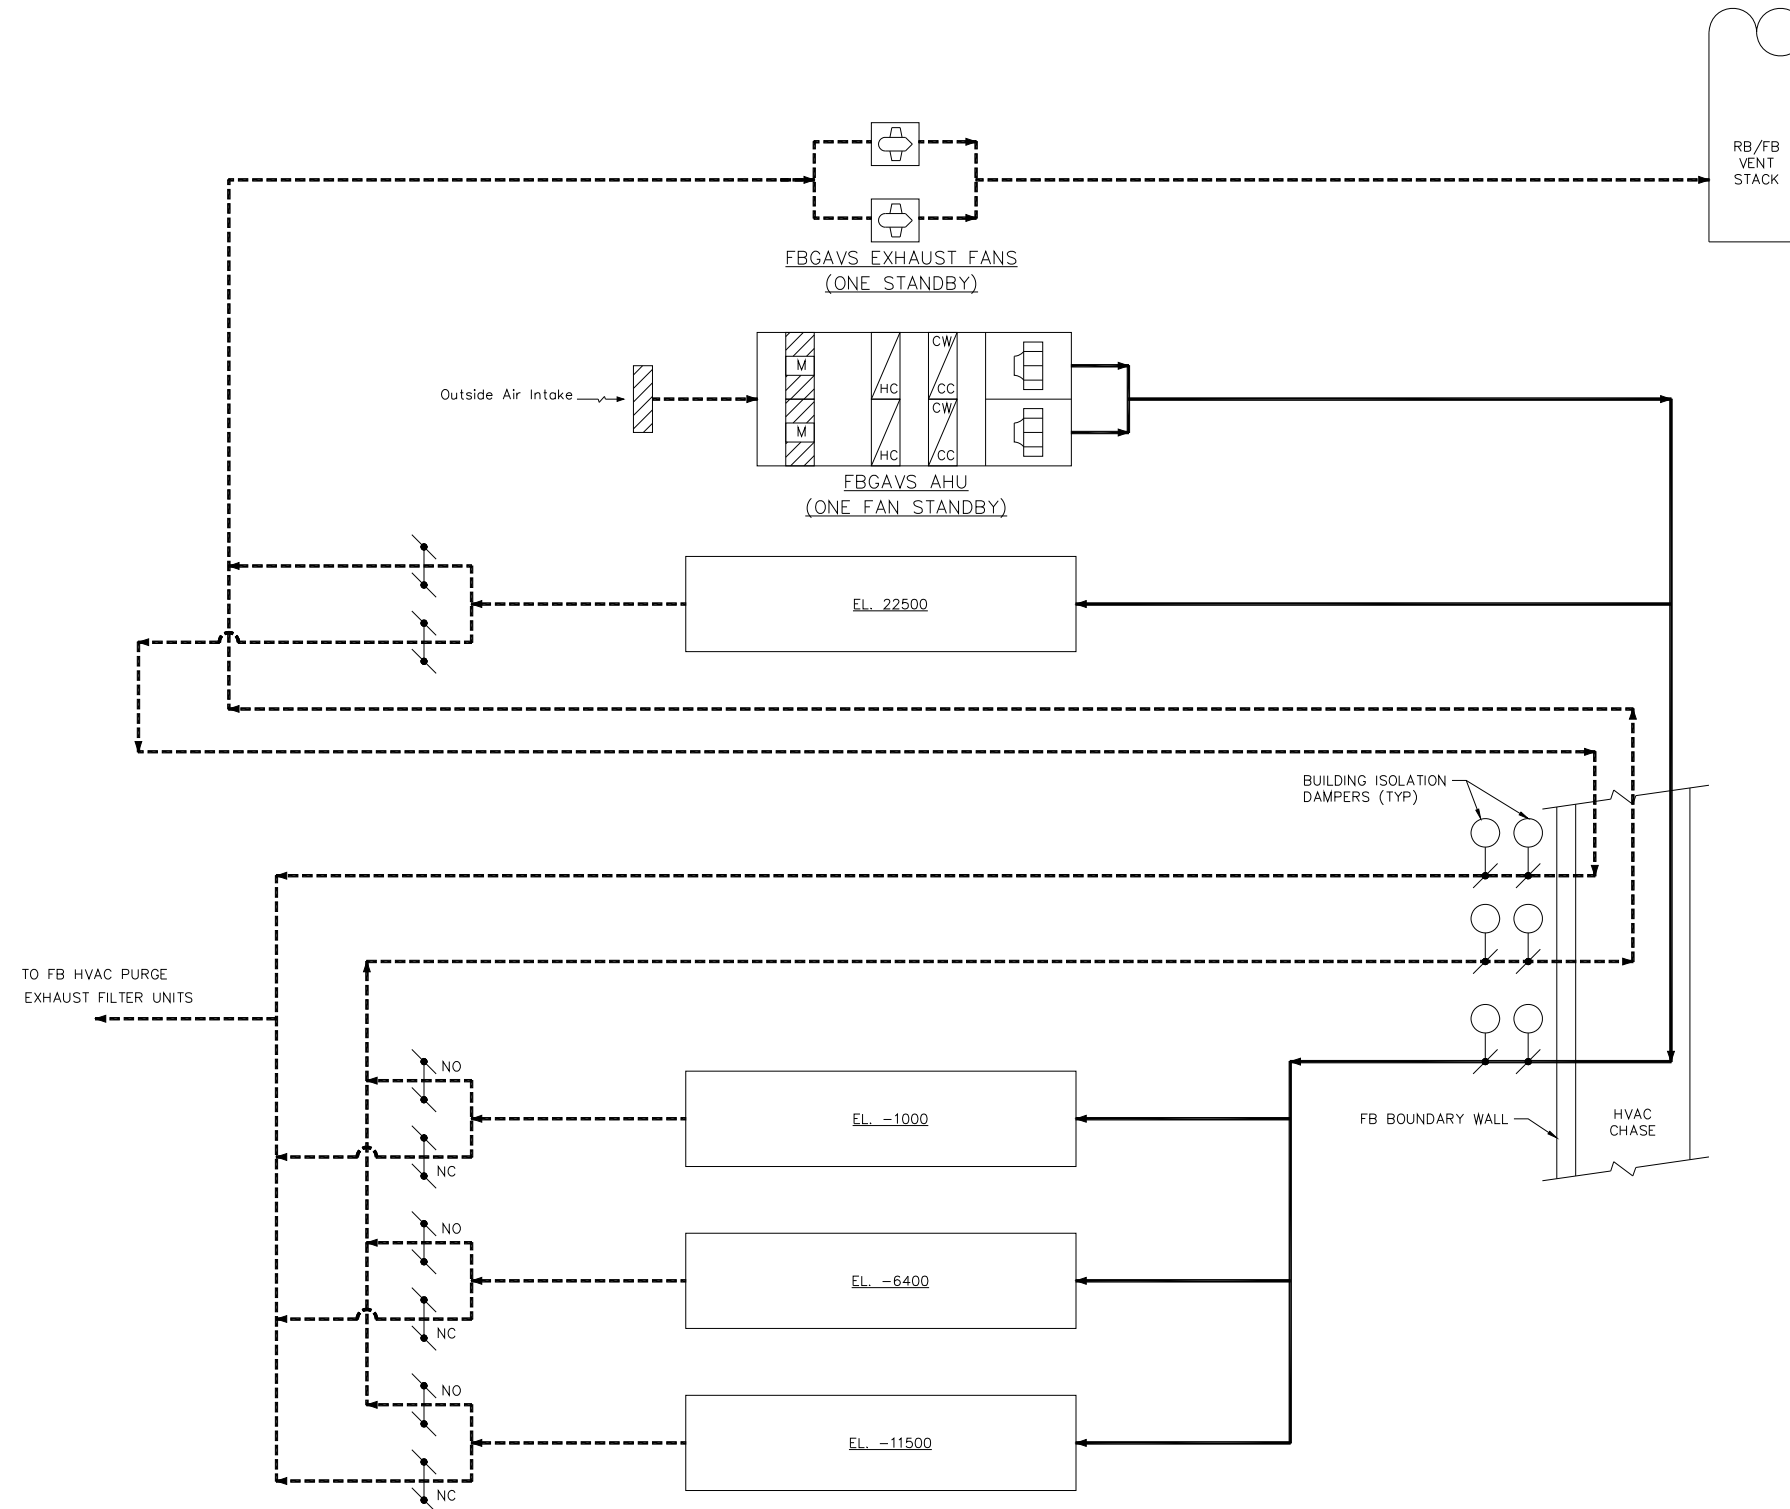 RB/FB
VENT
STACK
FBGAVS EXHAUST FANS
(ONE STANDBY)
Outside Air Intake
M
HC
CW
CC
M
HC
CW
CC
FBGAVS AHU
(ONE FAN STANDBY)
EL. 22500
BUILDING ISOLATION
DAMPERS (TYP)
TO FB HVAC PURGE
EXHAUST FILTER UNITS
NO
EL. -1000
NC
FB BOUNDARY WALL
HVAC
CHASE
NO
EL. -6400
NC
NO
EL. -11500
NC